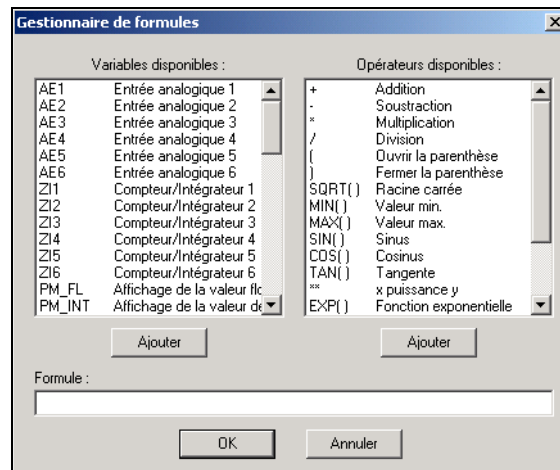 Gestionnaire de formules
Variables disponibles :
AE1 Entrée analogique 1
AE2 Entrée analogique 2
AE3 Entrée analogique 3
AE4 Entrée analogique 4
AE5 Entrée analogique 5
AE6 Entrée analogique 6
ZI1 Compteur/Intégrateur 1
ZI2 Compteur/Intégrateur 2
ZI3 Compteur/Intégrateur 3
ZI4 Compteur/Intégrateur 4
ZI5 Compteur/Intégrateur 5
ZI6 Compteur/Intégrateur 6
PM_FL Affichage de la valeur flo
PM_INT Affichage de la valeur de
Ajouter
Opérateurs disponibles :
+ Addition
- Soustraction
* Multiplication
/ Division
( Ouvrir la parenthèse
) Fermer la parenthèse
SQRT( ) Racine carrée
MIN( ) Valeur min.
MAX( ) Valeur max.
SIN( ) Sinus
COS( ) Cosinus
TAN( ) Tangente
** x puissance y
EXP( ) Fonction exponentielle
Ajouter
Formule :
OK
Annuler